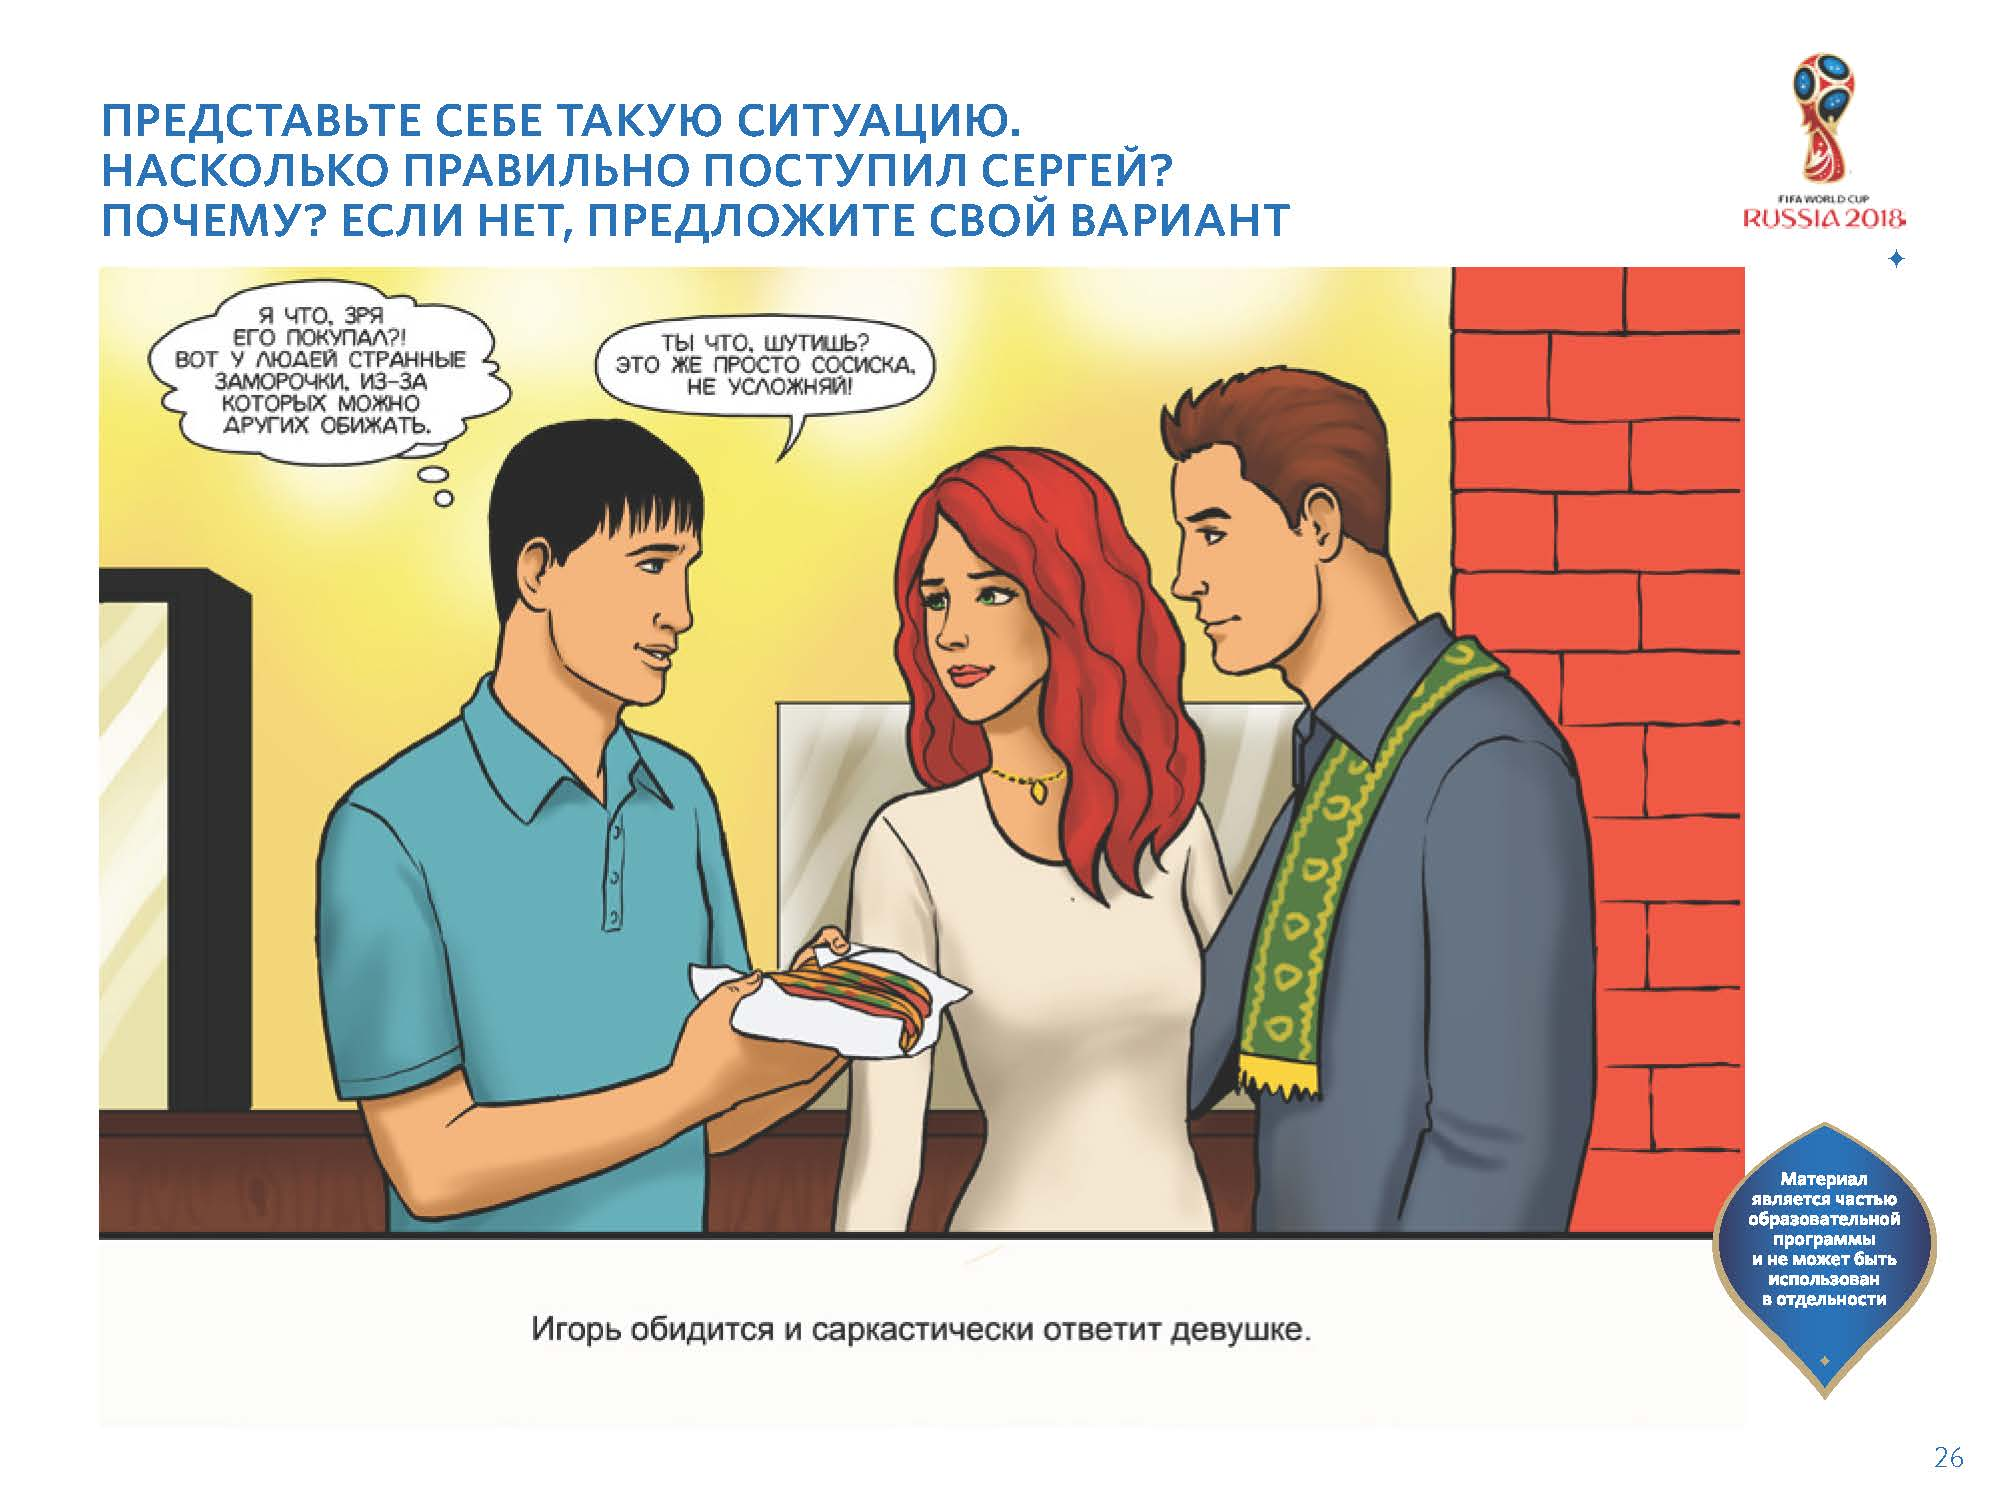 ПРЕДСТАВЬТЕ СЕБЕ ТАКУЮ СИТУАЦИЮ.
НАСКОЛЬКО ПРАВИЛЬНО ПОСТУПИЛ СЕРГЕЙ?
ПОЧЕМУ? ЕСЛИ НЕТ, ПРЕДЛОЖИТЕ СВОЙ ВАРИАНТ
FIFA WORLD CUP
RUSSIA 2018
Я ЧТО, ЗРЯ
ЕГО ПОКУПАЛ?!
ВОТ У ЛЮДЕЙ СТРАННЫЕ
ЗАМОРОЧКИ, ИЗ-ЗА
КОТОРЫХ МОЖНО
ДРУГИХ ОБИЖАТЬ.
ТЫ ЧТО, ШУТИШЬ?
ЭТО ЖЕ ПРОСТО СОСИСКА,
НЕ УСЛОЖНЯЙ!
Материал
является частью
образовательной
программы
и не может быть
использован
в отдельности
Игорь обидится и саркастически ответит девушке.
26